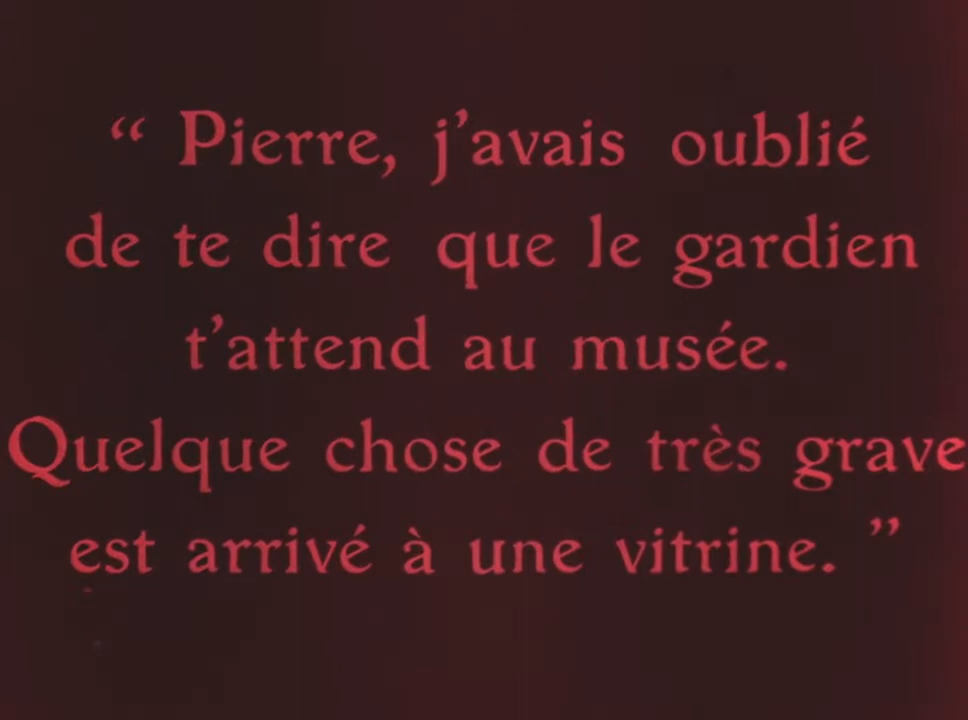 “ Pierre, j’avais oublié
de te dire que le gardien
t’attend au musée.
Quelque chose de très grave
est arrivé à une vitrine. ”